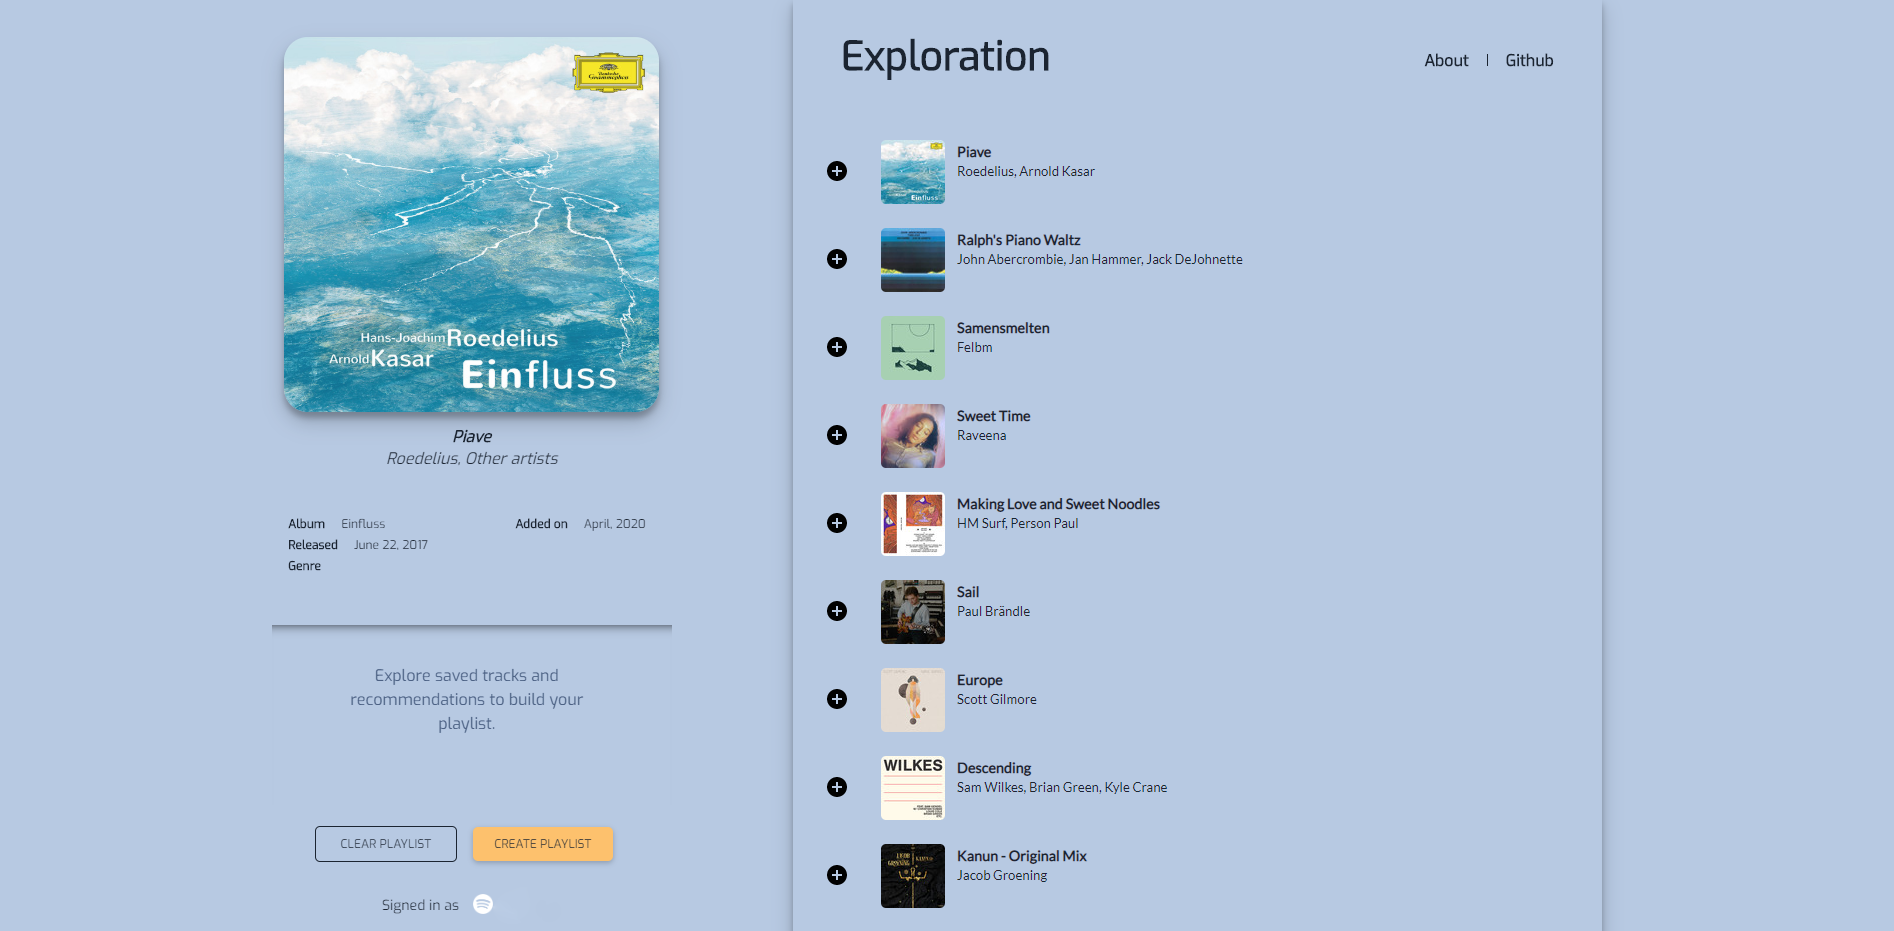 Deutsche
Grammophon
Hans-Joachim Roedelius
Arnold Kasar
Einfluss
Piave
Roedelius, Other artists
Album Einfluss
Added on April, 2020
Released June 22, 2017
Genre
Explore saved tracks and
recommendations to build your
playlist.
CLEAR PLAYLIST
CREATE PLAYLIST
Signed in as
Exploration
About | Github
Piave
Roedelius, Arnold Kasar
Einfluss
Ralph's Piano Waltz
John Abercrombie, Jan Hammer, Jack DeJohnette
Samensmelten
Felbm
Sweet Time
Raveena
Making Love and Sweet Noodles
HM Surf, Person Paul
Sail
Paul Brändle
Europe
Scott Gilmore
WILKES
Descending
Sam Wilkes, Brian Green, Kyle Crane
Kanun - Original Mix
Jacob Groening